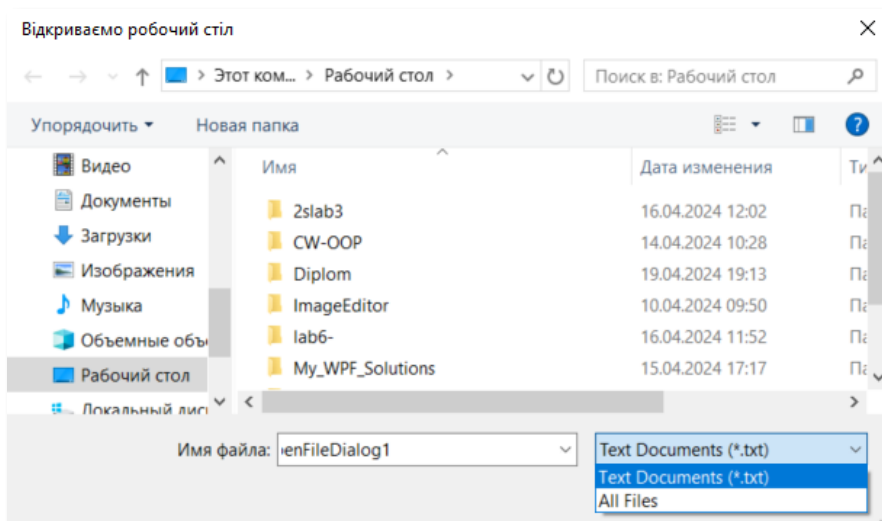 Відкриваємо робочий стіл
Этот ком... Рабочий стол
Поиск в: Рабочий стол
Упорядочить Новая папка
?
Имя Дата изменения Ти
Видео
Документы
Загрузки
Изображения
Музыка
Объемные объ
Рабочий стол
Локальный дис
2slab3 16.04.2024 12:02 Па
CW-OOP 14.04.2024 10:28 Па
Diplom 19.04.2024 19:13 Па
ImageEditor 10.04.2024 09:50 Па
lab6- 16.04.2024 11:52 Па
My_WPF_Solutions 15.04.2024 17:17 Па
Имя файла: enFileDialog1
Text Documents (*.txt)
Text Documents (*.txt)
All Files